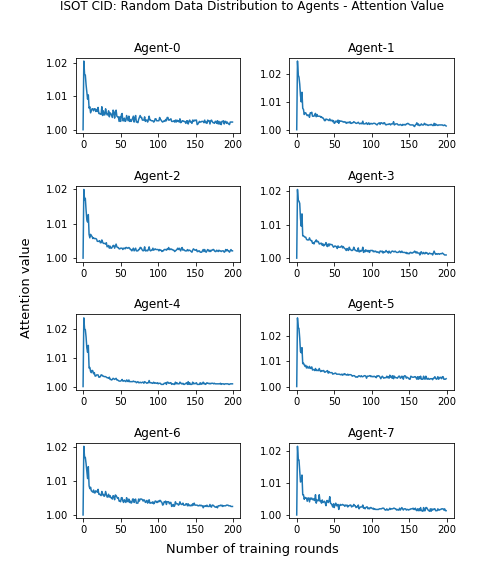 ISOT CID: Random Data Distribution to Agents - Attention Value
Agent-0 Agent-1
1.02 1.02
1.01 1.01
1.00 1.00
0 50 100 150 200 0 50 100 150 200
Agent-2 Agent-3
1.02 1.02
1.01 1.01
1.00 1.00
0 50 100 150 200 0 50 100 150 200
Attention value
Agent-4 Agent-5
1.02 1.02
1.01 1.01
1.00 1.00
0 50 100 150 200 0 50 100 150 200
Agent-6 Agent-7
1.02 1.02
1.01 1.01
1.00 1.00
0 50 100 150 200 0 50 100 150 200
Number of training rounds